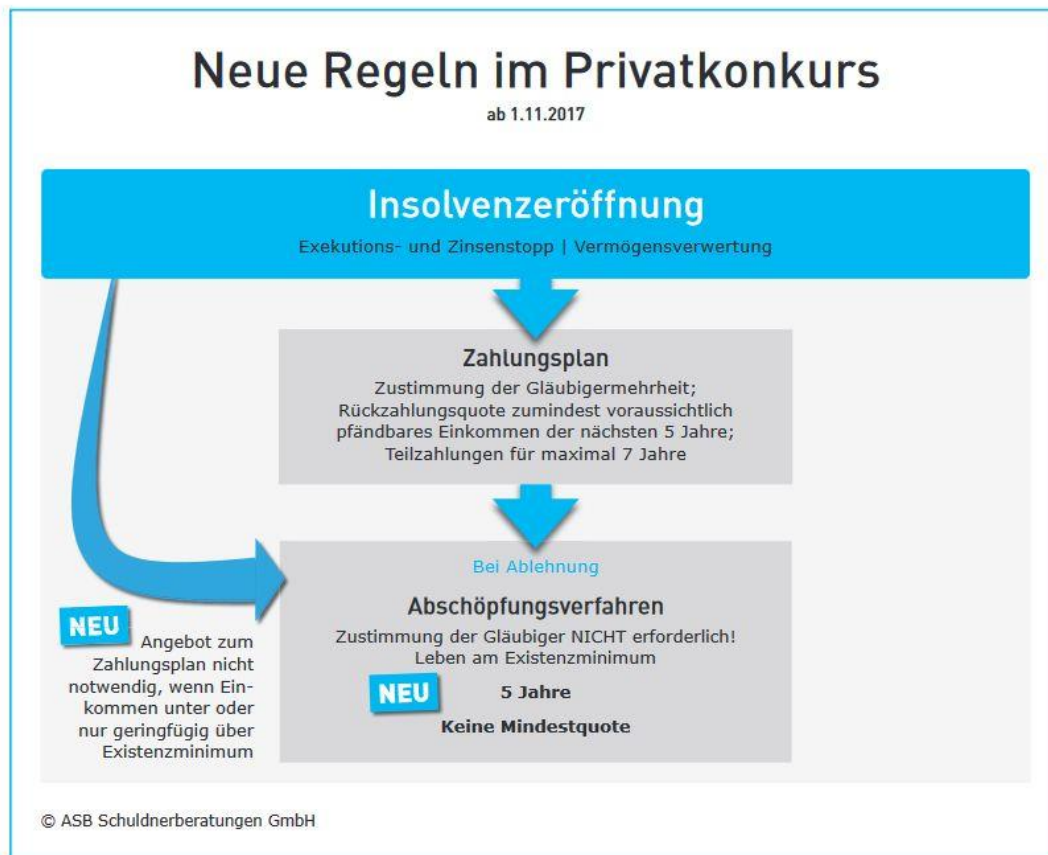 Neue Regeln im Privatkonkurs
ab 1.11.2017
Insolvenzeröffnung
Exekutions- und Zinsenstopp | Vermögensverwertung
Zahlungsplan
Zustimmung der Gläubigermehrheit;
Rückzahlungsquote zumindest voraussichtlich
pfändbares Einkommen der nächsten 5 Jahre;
Teilzahlungen für maximal 7 Jahre
Bei Ablehnung
Abschöpfungsverfahren
Zustimmung der Gläubiger NICHT erforderlich!
Leben am Existenzminimum
NEU
5 Jahre
Keine Mindestquote
NEU
Angebot zum
Zahlungsplan nicht
notwendig, wenn Ein-
kommen unter oder
nur geringfügig über
Existenzminimum
© ASB Schuldnerberatungen GmbH